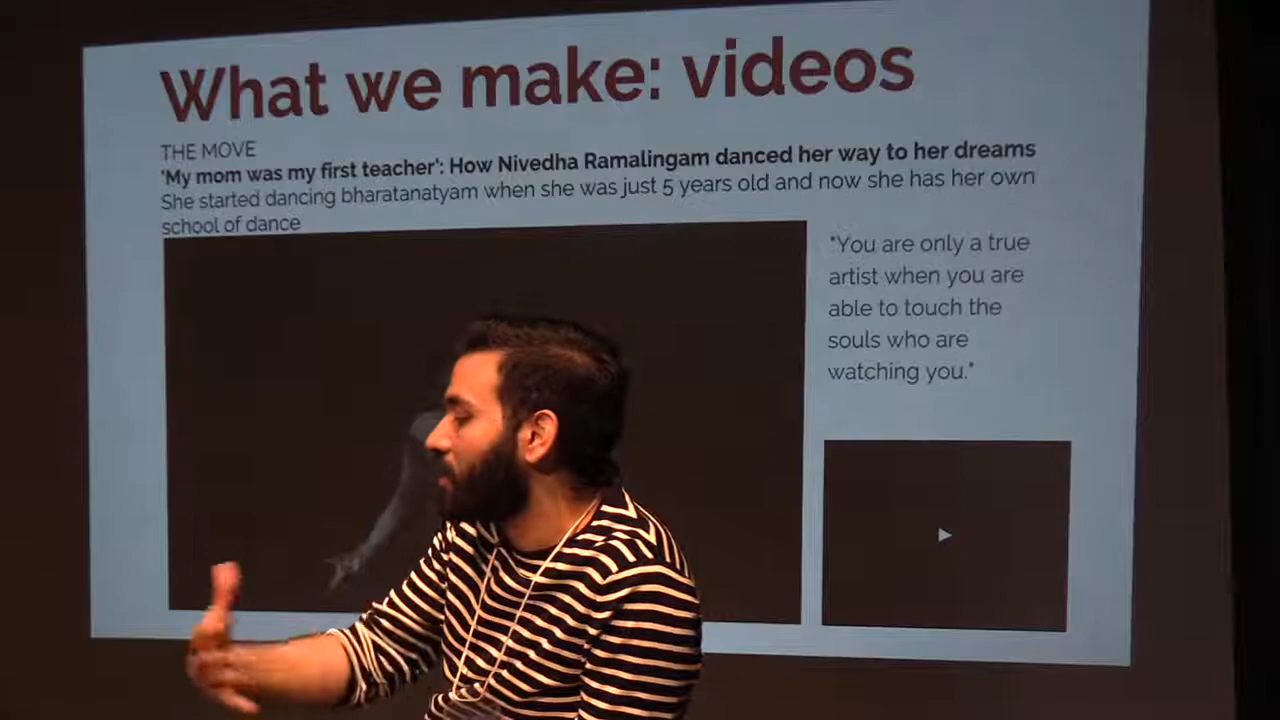 What we make: videos
THE MOVE
'My mom was my first teacher': How Nivedha Ramalingam danced her way to her dreams
She started dancing bharatanatyam when she was just 5 years old and now she has her own
school of dance
"You are only a true
artist when you are
able to touch the
souls who are
watching you."